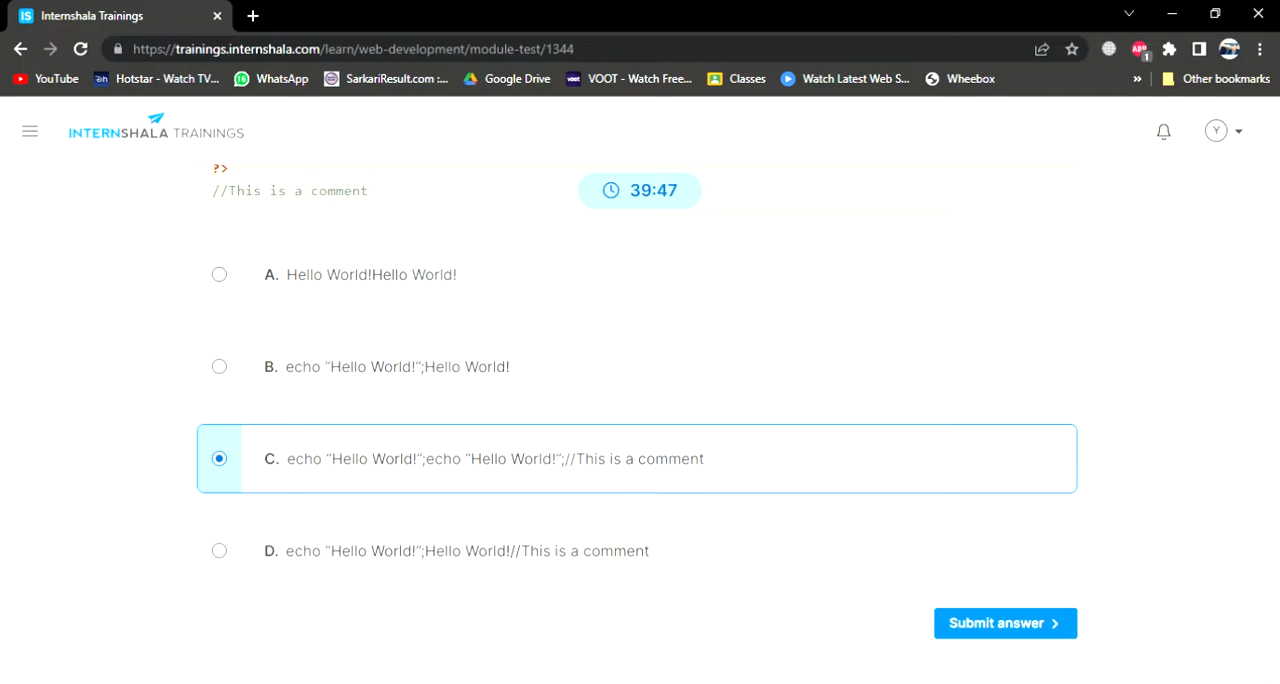 Internshala Trainings
https://trainings.internshala.com/learn/web-development/module-test/1344
ABP 1
YouTube
Hotstar - Watch TV...
WhatsApp
SarkariResult.com :...
Google Drive
VOOT - Watch Free...
Classes
Watch Latest Web S...
Wheebox
»
Other bookmarks
INTERNSHALA TRAININGS
Y
?>
//This is a comment
39:47
A. Hello World!Hello World!
B. echo “Hello World!”;Hello World!
C. echo “Hello World!”;echo “Hello World!”;//This is a comment
D. echo “Hello World!”;Hello World!//This is a comment
Submit answer >